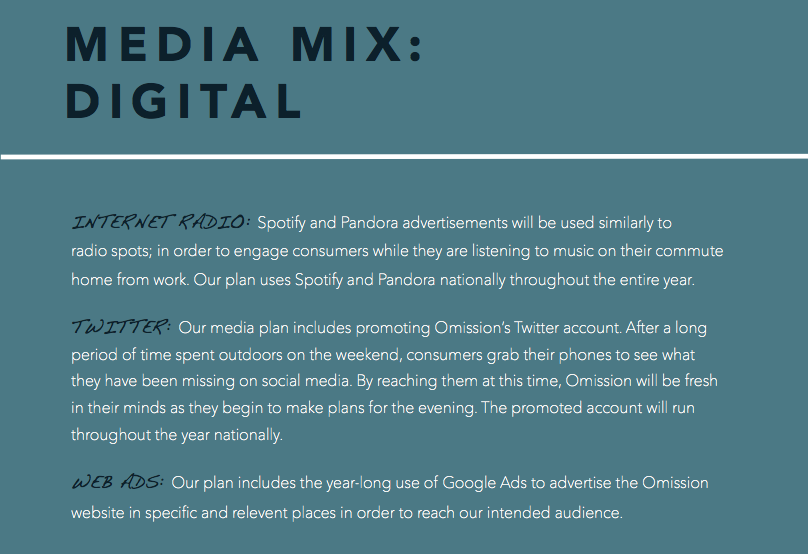 MEDIA MIX:
DIGITAL
INTERNET RADIO: Spotify and Pandora advertisements will be used similarly to
radio spots; in order to engage consumers while they are listening to music on their commute
home from work. Our plan uses Spotify and Pandora nationally throughout the entire year.
TWITTER: Our media plan includes promoting Omission's Twitter account. After a long
period of time spent outdoors on the weekend, consumers grab their phones to see what
they have been missing on social media. By reaching them at this time, Omission will be fresh
in their minds as they begin to make plans for the evening. The promoted account will run
throughout the year nationally.
WEB ADS: Our plan includes the year-long use of Google Ads to advertise the Omission
website in specific and relevent places in order to reach our intended audience.